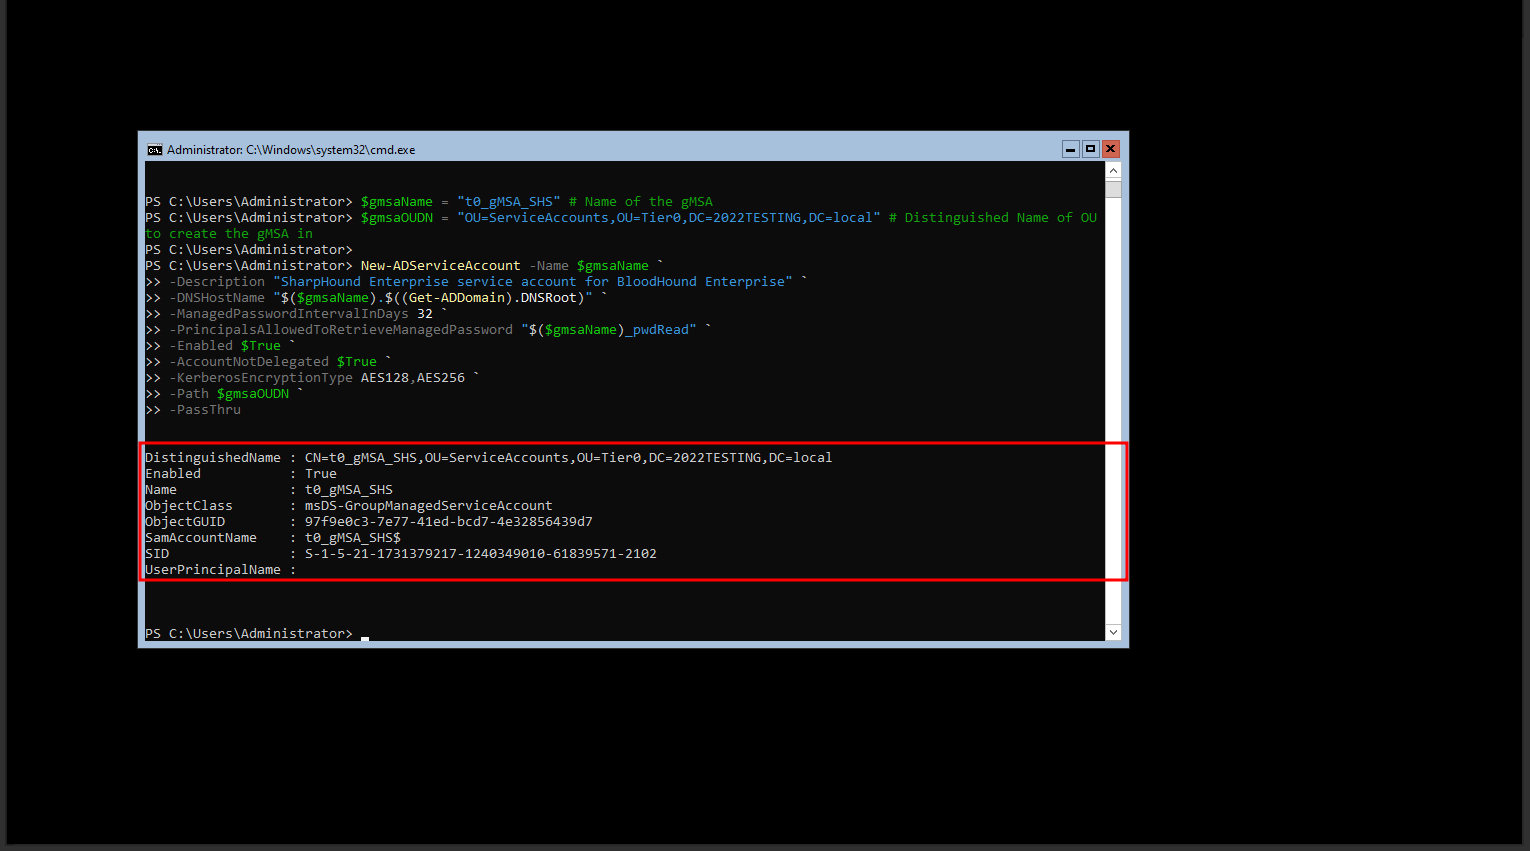 Administrator: C:\Windows\system32\cmd.exe
PS C:\Users\Administrator> $gmsaName = "t0_gMSA_SHS" # Name of the gMSA
PS C:\Users\Administrator> $gmsaOUDN = "OU=ServiceAccounts,OU=Tier0,DC=2022TESTING,DC=local" # Distinguished Name of OU
to create the gMSA in
PS C:\Users\Administrator>
PS C:\Users\Administrator> New-ADServiceAccount -Name $gmsaName `
>> -Description "SharpHound Enterprise service account for BloodHound Enterprise" `
>> -DNSHostName "$($gmsaName).$((Get-ADDomain).DNSRoot)" `
>> -ManagedPasswordIntervalInDays 32 `
>> -PrincipalsAllowedToRetrieveManagedPassword "$($gmsaName)_pwdRead" `
>> -Enabled $True `
>> -AccountNotDelegated $True `
>> -KerberosEncryptionType AES128,AES256 `
>> -Path $gmsaOUDN `
>> -PassThru
DistinguishedName : CN=t0_gMSA_SHS,OU=ServiceAccounts,OU=Tier0,DC=2022TESTING,DC=local
Enabled           : True
Name              : t0_gMSA_SHS
ObjectClass       : msDS-GroupManagedServiceAccount
ObjectGUID        : 97f9e0c3-7e77-41ed-bcd7-4e32856439d7
SamAccountName    : t0_gMSA_SHS$
SID               : S-1-5-21-1731379217-1240349010-61839571-2102
UserPrincipalName :
PS C:\Users\Administrator>